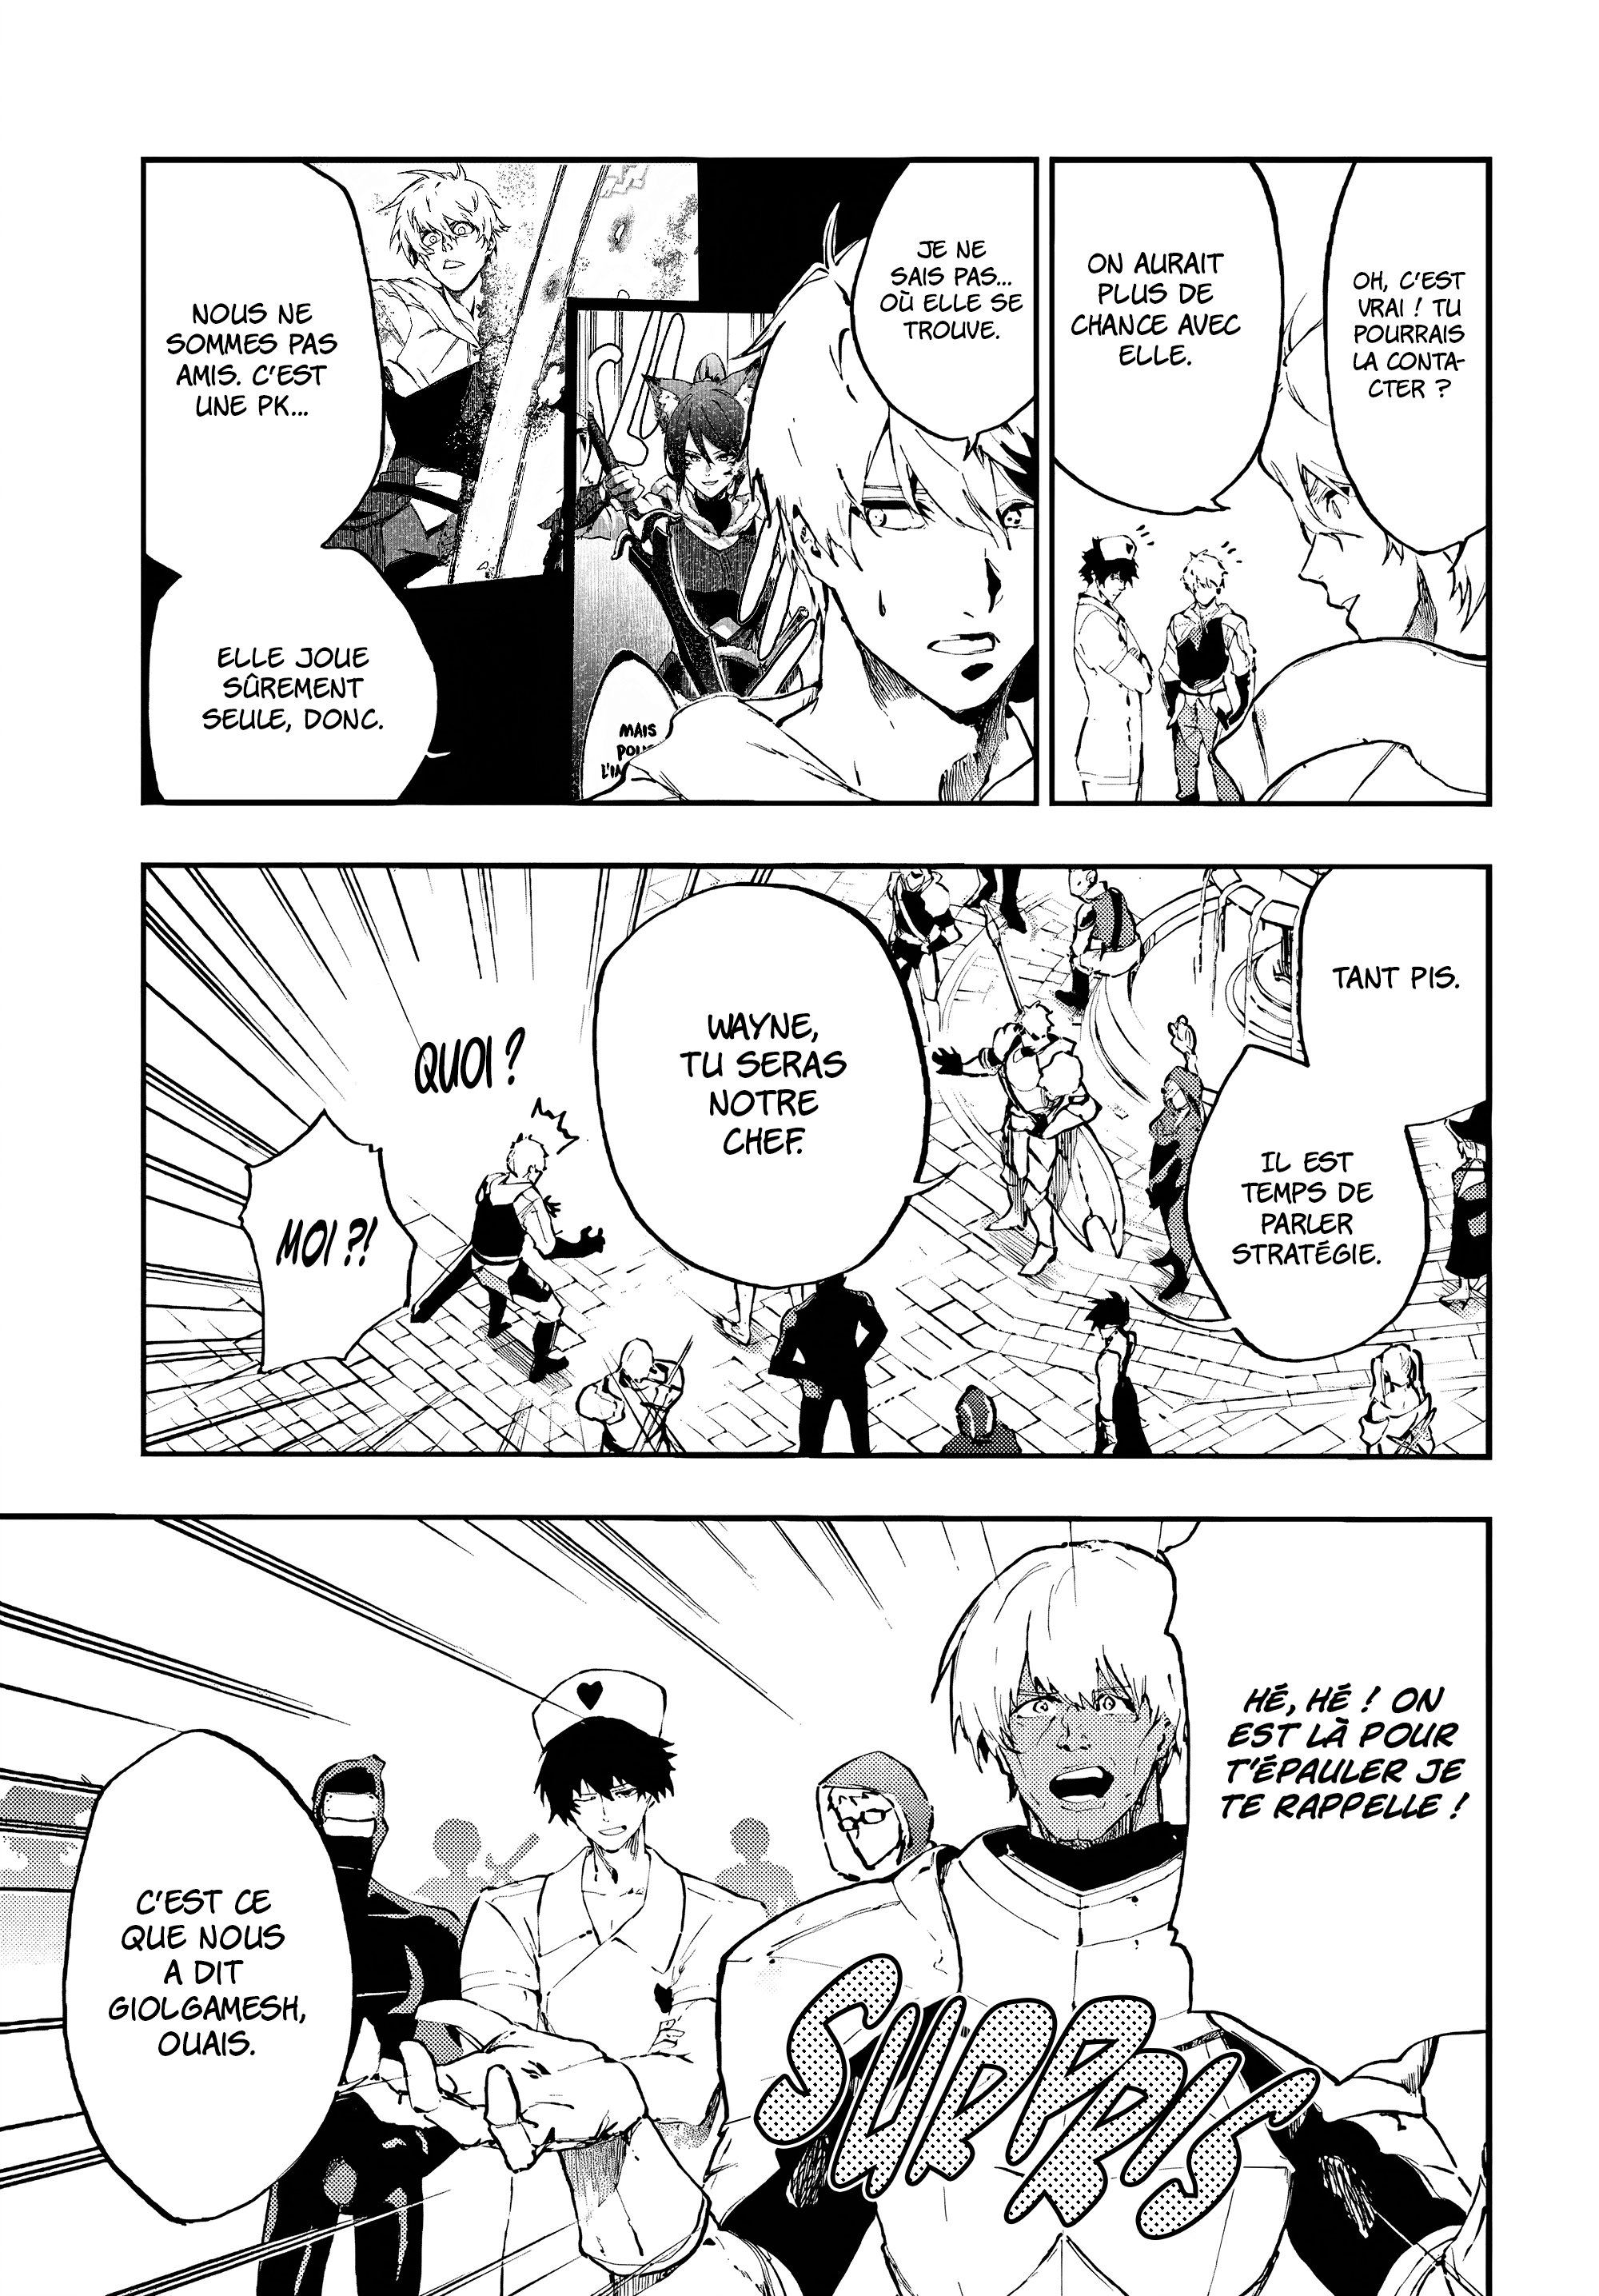 OH, C'EST
VRAI ! TU
POURRAIS
LA CONTA-
CTER ?
ON AURAIT
PLUS DE
CHANCE AVEC
ELLE.
JE NE
SAIS PAS...
OÙ ELLE SE
TROUVE.
MAIS
NOUS NE
SOMMES PAS
AMIS. C'EST
UNE PK...
ELLE JOUE
SÛREMENT
SEULE, DONC.
TANT PIS.
IL EST
TEMPS DE
PARLER
STRATÉGIE.
WAYNE,
TU SERAS
NOTRE
CHEF.
QUOI ?
MOI ?!
HÉ, HÉ ! ON
EST LÀ POUR
T'ÉPAULER JE
TE RAPPELLE !
SURPRIS
C'EST CE
QUE NOUS
A DIT
GIOLGAMESH,
OUAIS.